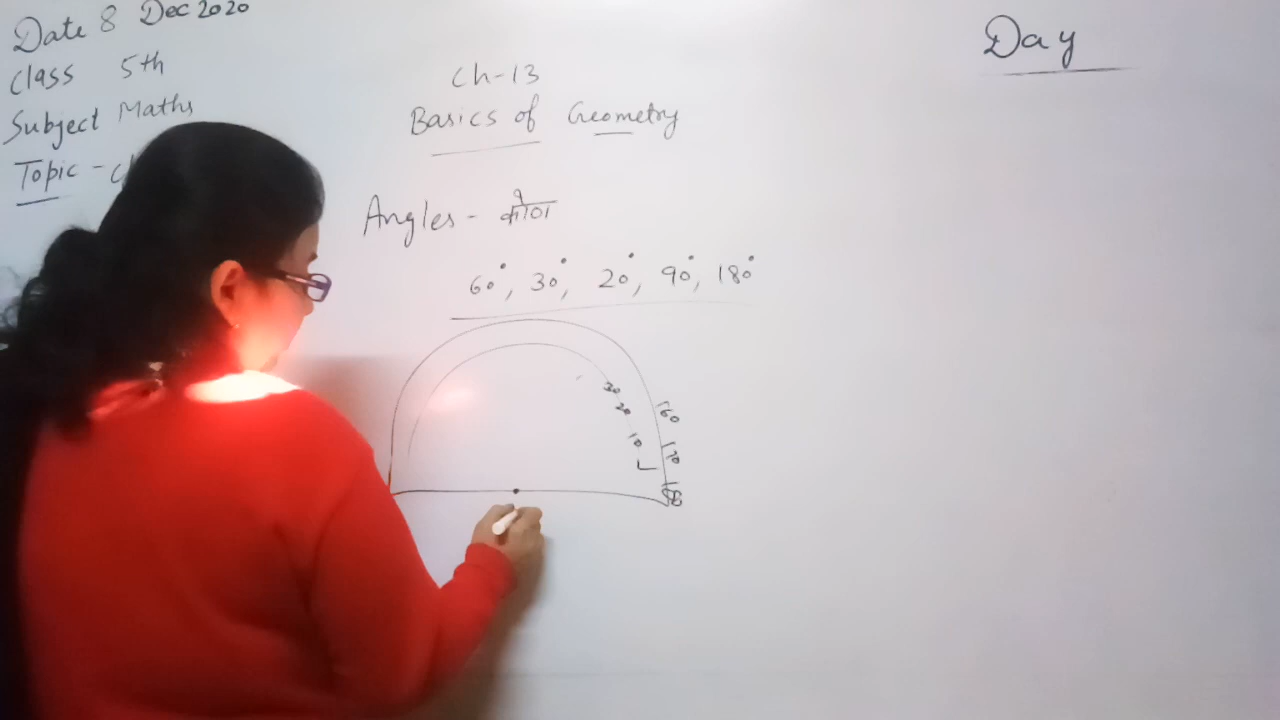 Date 8 Dec 2020
Class 5th
Subject Maths
Topic -
Day
Ch-13
Basics of Geometry
Angles - कोण
60°, 30°, 20°, 90°, 180°
30
20
10
160
170
180